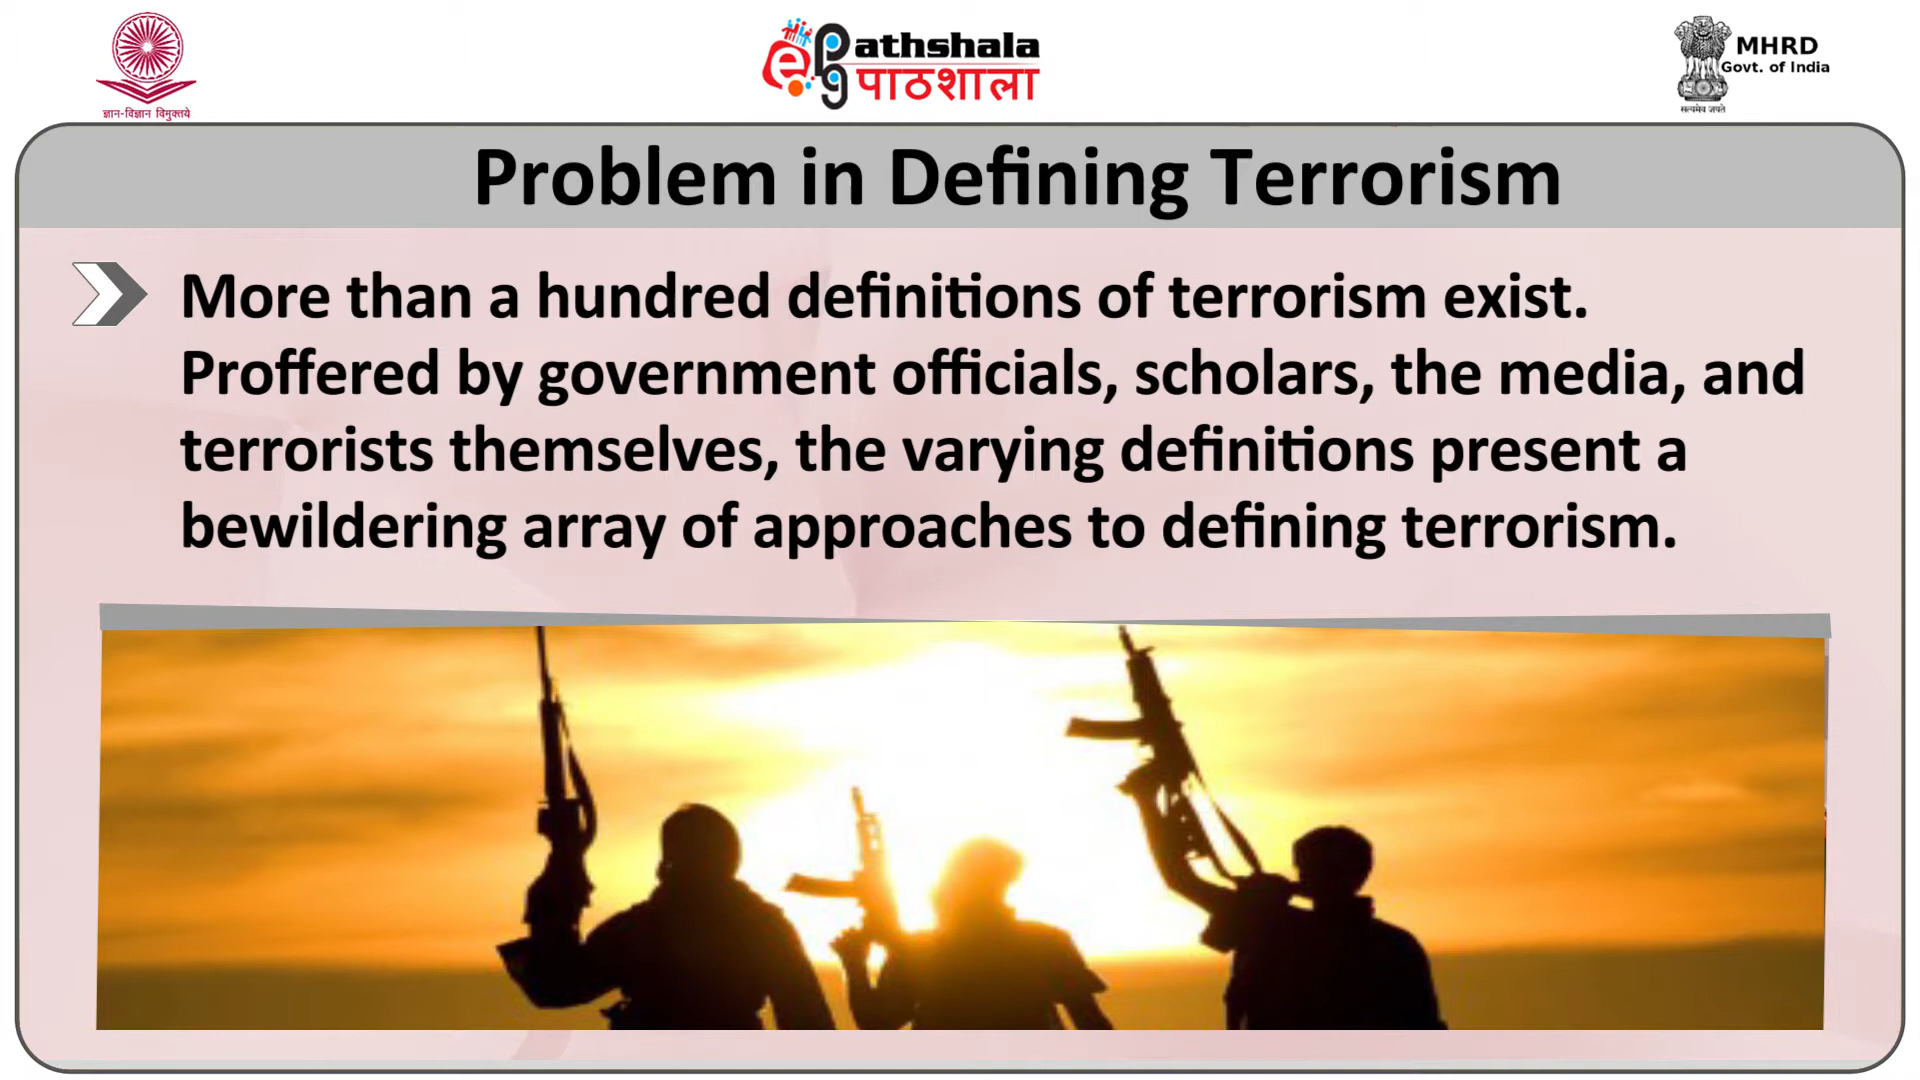 ज्ञान-विज्ञान विमुक्तये
ePG Pathshala
पाठशाला
MHRD
Govt. of India
सत्यमेव जयते
Problem in Defining Terrorism
More than a hundred definitions of terrorism exist.
Proffered by government officials, scholars, the media, and
terrorists themselves, the varying definitions present a
bewildering array of approaches to defining terrorism.